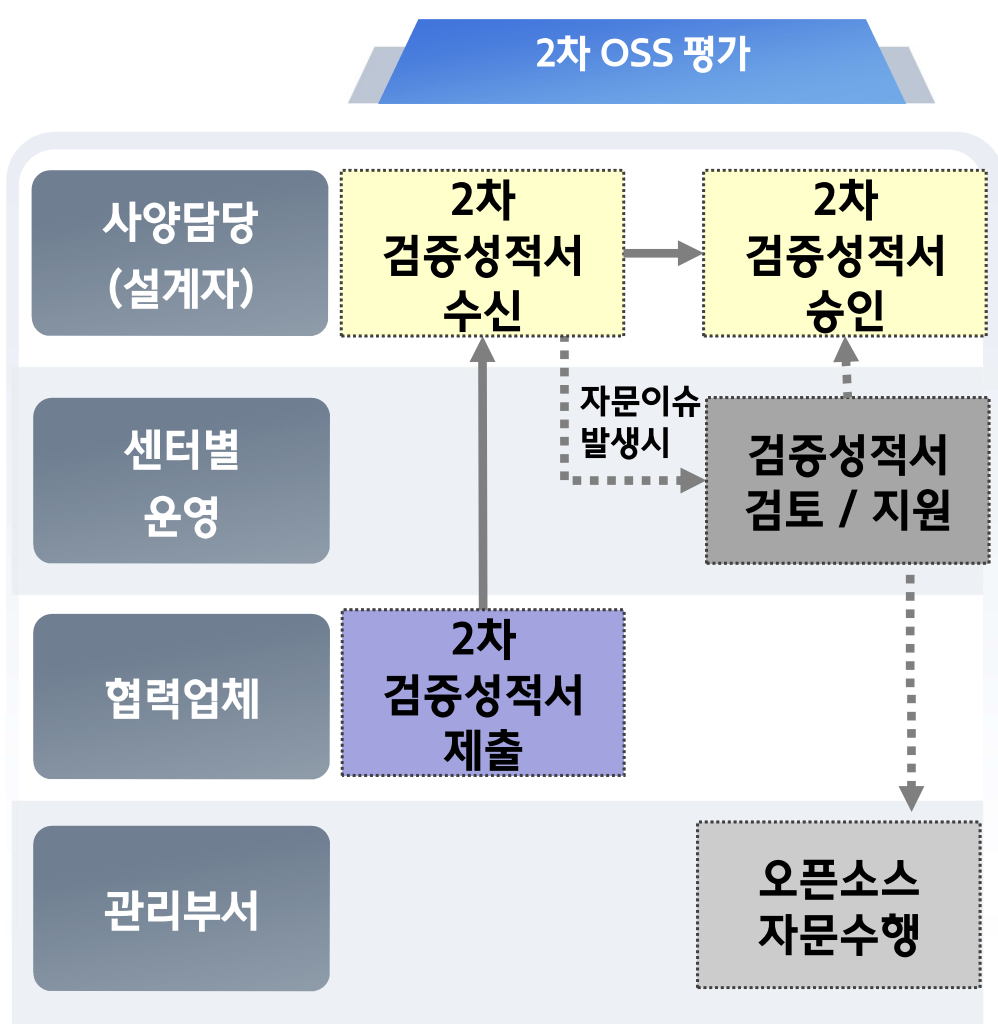 2차 OSS 평가
사양담당
(설계자)
2차
검증성적서
수신
2차
검증성적서
승인
센터별
운영
자문이슈
발생시
검증성적서
검토 / 지원
협력업체
2차
검증성적서
제출
관리부서
오픈소스
자문수행